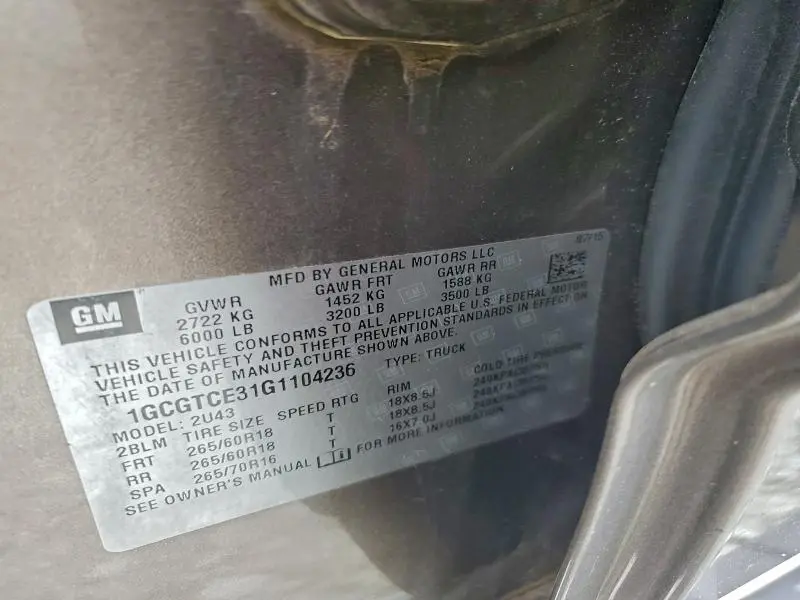 GM
MFD BY GENERAL MOTORS LLC
GVWR GAWR FRT GAWR RR
2722 KG 1452 KG 1588 KG
6000 LB 3200 LB 3500 LB
THIS VEHICLE CONFORMS TO ALL APPLICABLE U.S. FEDERAL MOTOR
VEHICLE SAFETY AND THEFT PREVENTION STANDARDS IN EFFECT ON
THE DATE OF MANUFACTURE SHOWN ABOVE.
1GCGTCE31G1104236 TYPE: TRUCK
MODEL: 2U43
2BLM TIRE SIZE SPEED RTG RIM COLD TIRE PRESSURE
FRT 265/60R18 T 18X8.5J
RR 265/60R18 T 18X8.5J
SPA 265/70R16 T 16X7.0J
SEE OWNER'S MANUAL FOR MORE INFORMATION